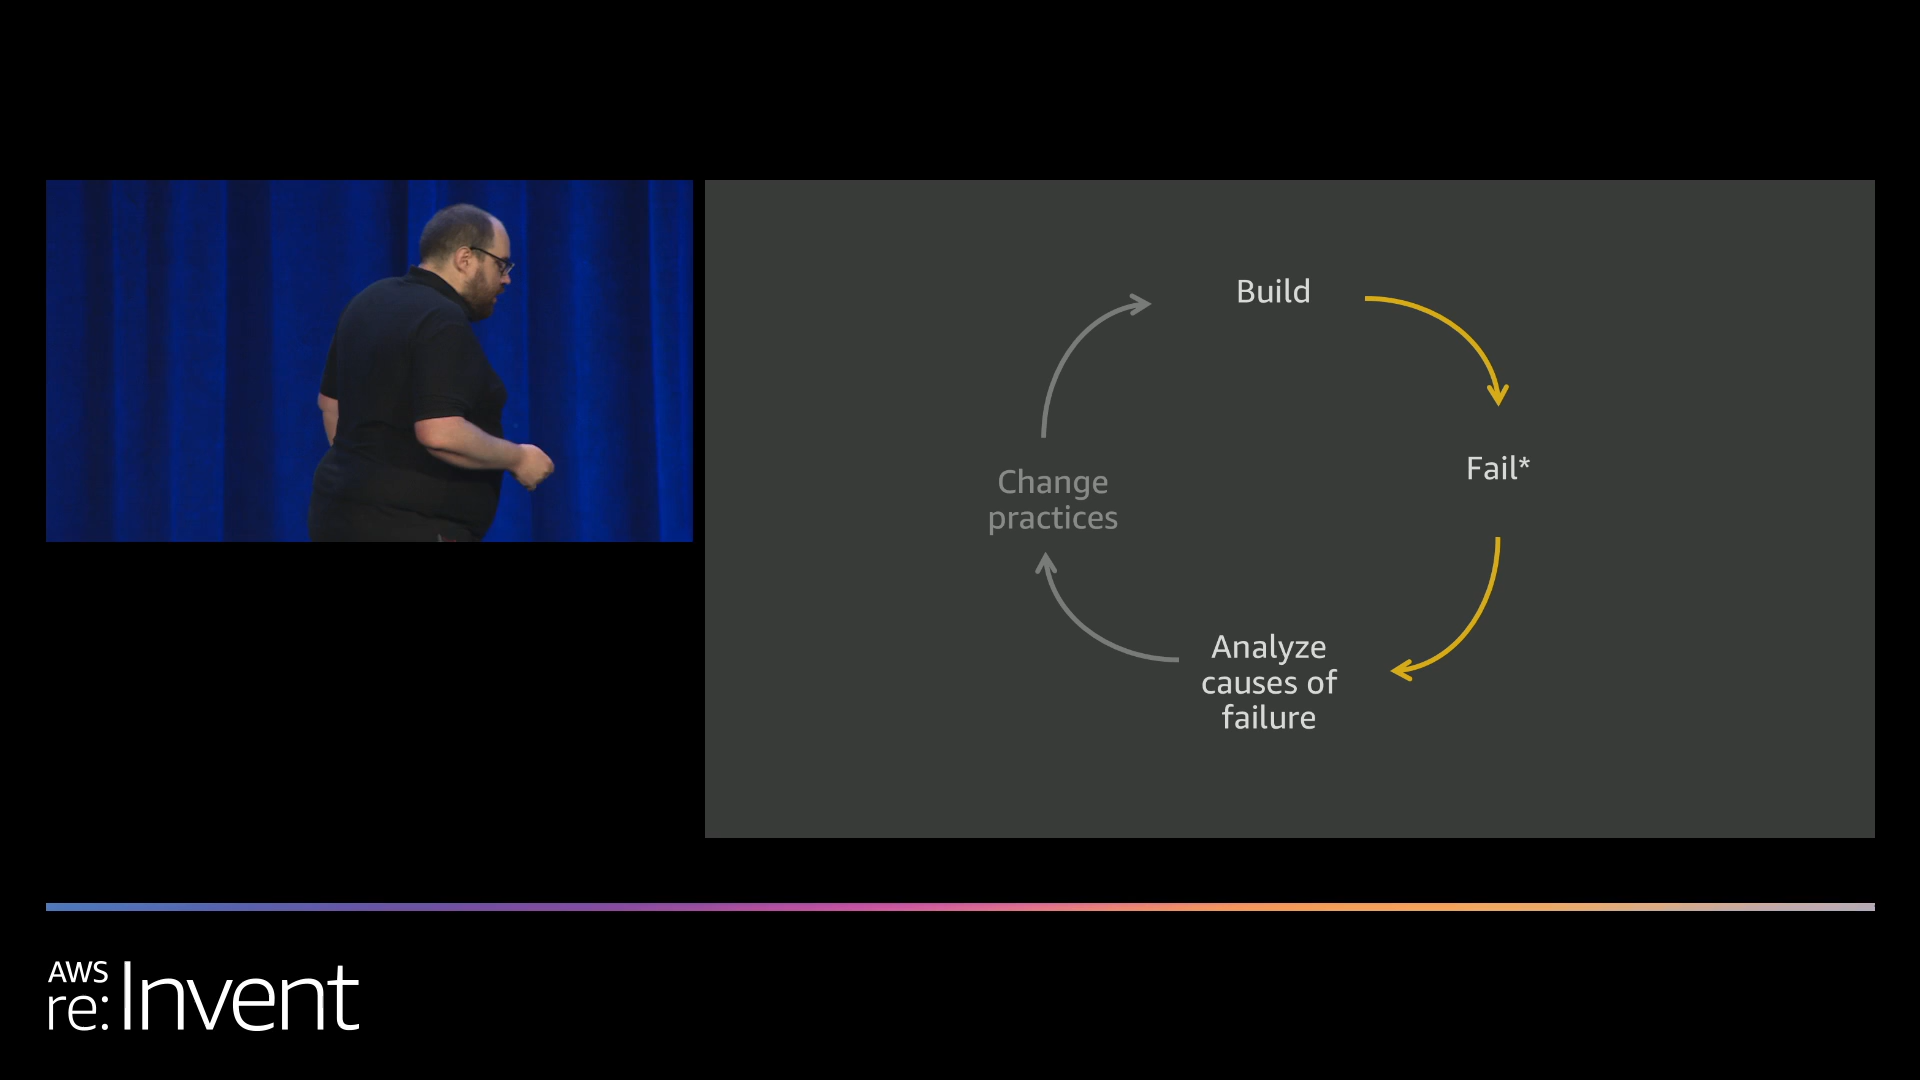 Build
Fail*
Change
practices
Analyze
causes of
failure
AWS
re:Invent